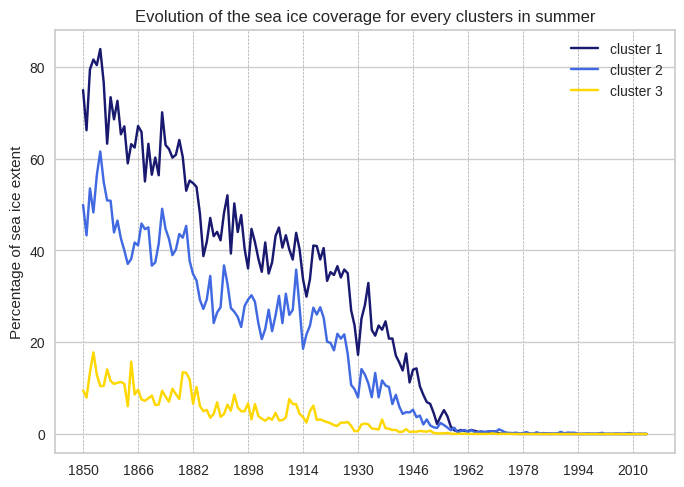 Evolution of the sea ice coverage for every clusters in summer
cluster 1
cluster 2
cluster 3
Percentage of sea ice extent
80
60
40
20
0
1850 1866 1882 1898 1914 1930 1946 1962 1978 1994 2010